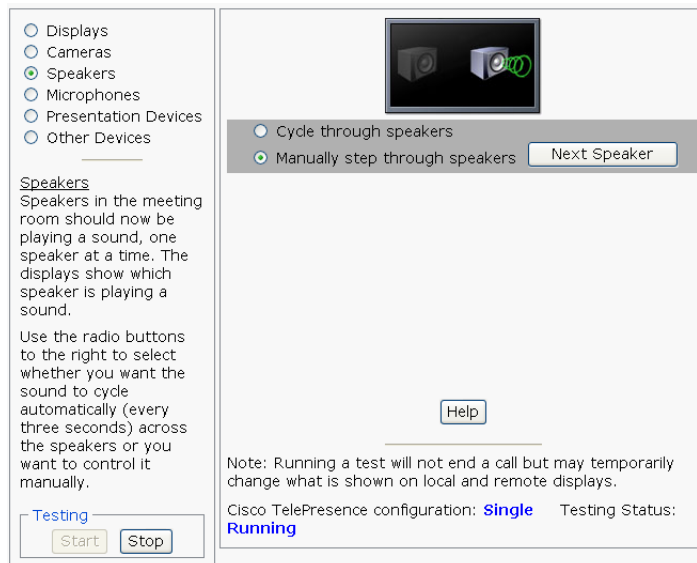 Displays
Cameras
Speakers
Microphones
Presentation Devices
Other Devices
Speakers
Speakers in the meeting
room should now be
playing a sound, one
speaker at a time. The
displays show which
speaker is playing a
sound.
Use the radio buttons
to the right to select
whether you want the
sound to cycle
automatically (every
three seconds) across
the speakers or you
want to control it
manually.
Testing
Start Stop
Cycle through speakers
Manually step through speakers Next Speaker
Help
Note: Running a test will not end a call but may temporarily
change what is shown on local and remote displays.
Cisco TelePresence configuration: Single Testing Status:
Running